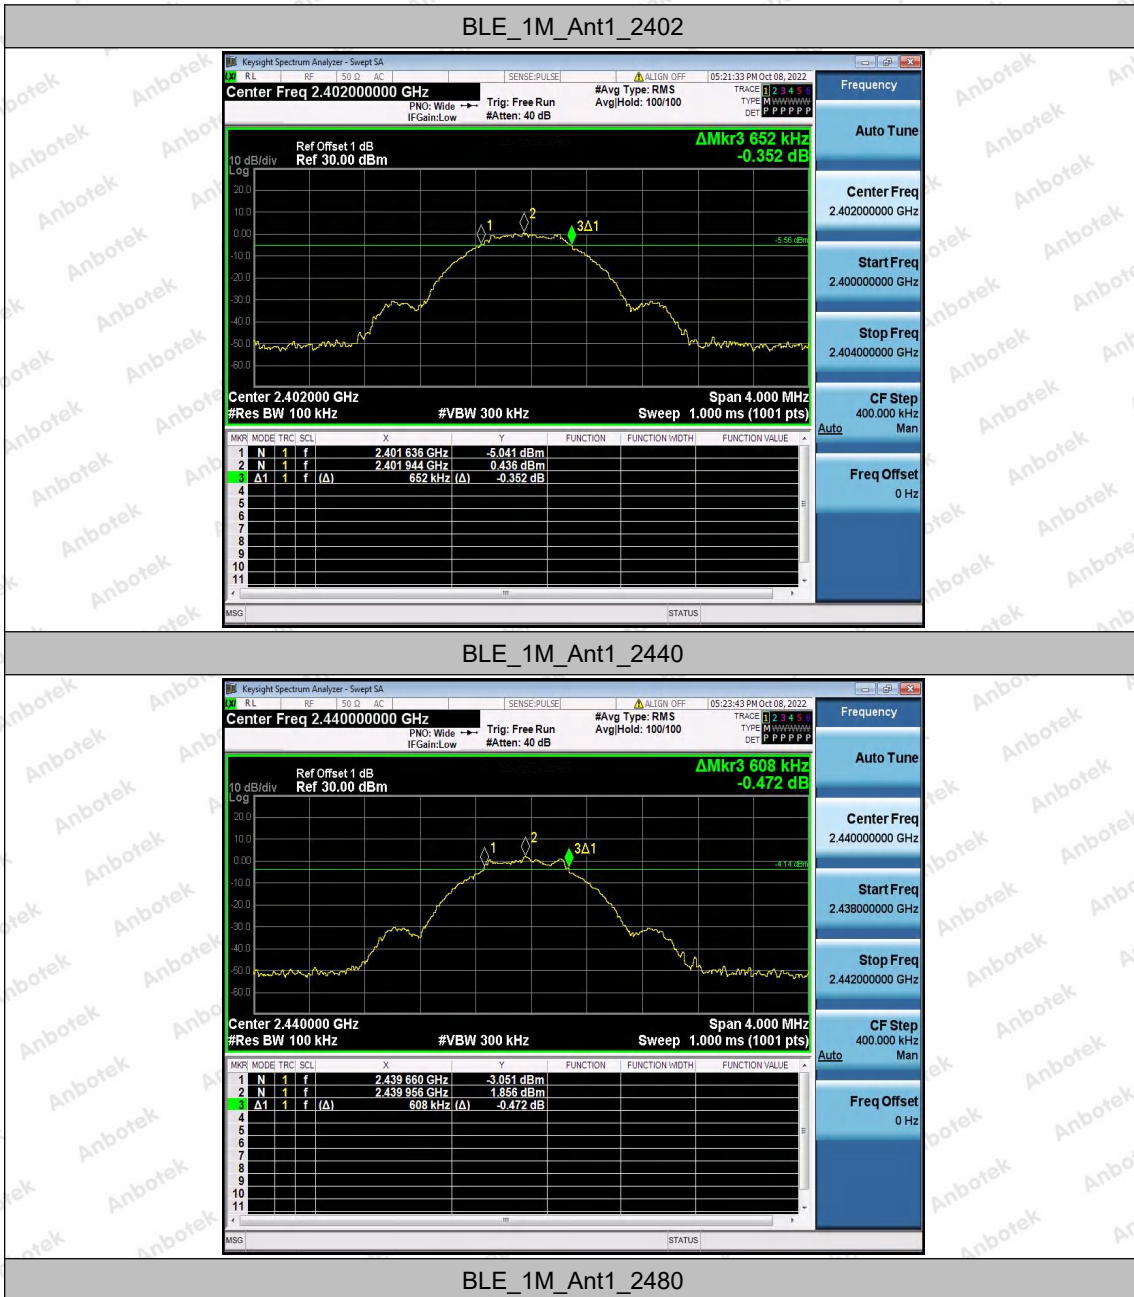 BLE_1M_Ant1_2402
Keysight Spectrum Analyzer - Swept SA
LXI RL RF 50 Ω AC SENSE:PULSE ALIGN OFF 05:21:33 PM Oct 08, 2022
Center Freq 2.402000000 GHz
PNO: Wide
IFGain:Low
Trig: Free Run
#Atten: 40 dB
#Avg Type: RMS
Avg|Hold: 100/100
TRACE 1 2 3 4 5 6
TYPE M WWWWW
DET P P P P P P
Frequency
Auto Tune
Center Freq
2.402000000 GHz
Start Freq
2.400000000 GHz
Stop Freq
2.404000000 GHz
CF Step
400.000 kHz
Auto Man
Freq Offset
0 Hz
ΔMkr3 652 kHz
-0.352 dB
Ref Offset 1 dB
10 dB/div Ref 30.00 dBm
Log
20.0
10.0
0.00
-10.0
-20.0
-30.0
-40.0
-50.0
-60.0
1
2
3Δ1
-5.56 dBm
Center 2.402000 GHz Span 4.000 MHz
#Res BW 100 kHz #VBW 300 kHz Sweep 1.000 ms (1001 pts)
MKR MODE TRC SCL X Y FUNCTION FUNCTION WIDTH FUNCTION VALUE
1 N 1 f 2.401 636 GHz -5.041 dBm
2 N 1 f 2.401 944 GHz 0.436 dBm
3 Δ1 1 f (Δ) 652 kHz (Δ) -0.352 dB
4
5
6
7
8
9
10
11
MSG STATUS
BLE_1M_Ant1_2440
Keysight Spectrum Analyzer - Swept SA
LXI RL RF 50 Ω AC SENSE:PULSE ALIGN OFF 05:23:43 PM Oct 08, 2022
Center Freq 2.440000000 GHz
PNO: Wide
IFGain:Low
Trig: Free Run
#Atten: 40 dB
#Avg Type: RMS
Avg|Hold: 100/100
TRACE 1 2 3 4 5 6
TYPE M WWWWW
DET P P P P P P
Frequency
Auto Tune
Center Freq
2.440000000 GHz
Start Freq
2.438000000 GHz
Stop Freq
2.442000000 GHz
CF Step
400.000 kHz
Auto Man
Freq Offset
0 Hz
ΔMkr3 608 kHz
-0.472 dB
Ref Offset 1 dB
10 dB/div Ref 30.00 dBm
Log
20.0
10.0
0.00
-10.0
-20.0
-30.0
-40.0
-50.0
-60.0
1
2
3Δ1
-4.14 dBm
Center 2.440000 GHz Span 4.000 MHz
#Res BW 100 kHz #VBW 300 kHz Sweep 1.000 ms (1001 pts)
MKR MODE TRC SCL X Y FUNCTION FUNCTION WIDTH FUNCTION VALUE
1 N 1 f 2.439 660 GHz -3.051 dBm
2 N 1 f 2.439 956 GHz 1.856 dBm
3 Δ1 1 f (Δ) 608 kHz (Δ) -0.472 dB
4
5
6
7
8
9
10
11
MSG STATUS
BLE_1M_Ant1_2480
Anbotek